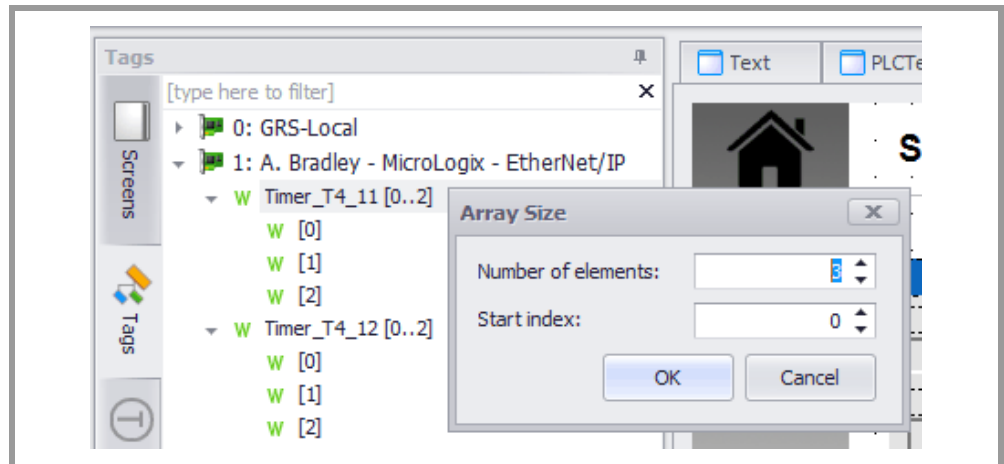 Tags
[type here to filter]
0: GRS-Local
1: A. Bradley - MicroLogix - EtherNet/IP
W Timer_T4_11 [0..2]
W [0]
W [1]
W [2]
W Timer_T4_12 [0..2]
W [0]
W [1]
W [2]
Screens
Tags
T
Text
PLCTe
S
Array Size
Number of elements: 3
Start index: 0
OK
Cancel